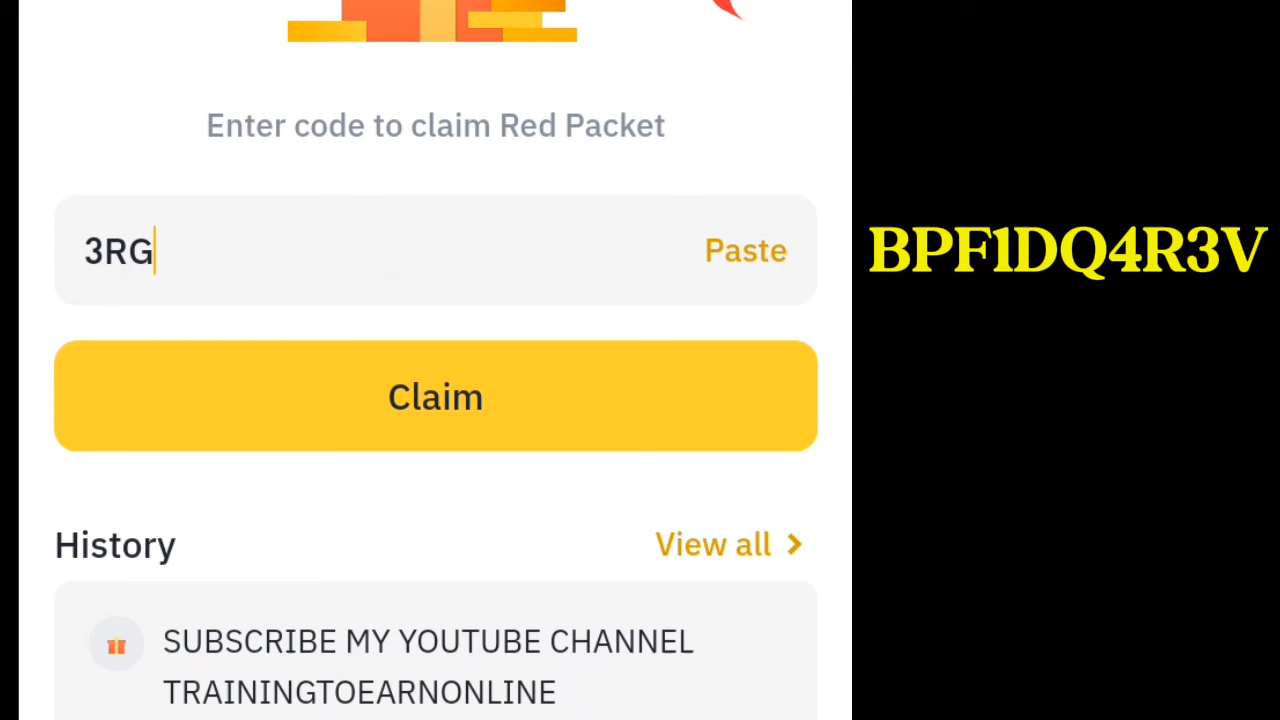 Enter code to claim Red Packet
3RG
Paste
BPF1DQ4R3V
Claim
History
View all
SUBSCRIBE MY YOUTUBE CHANNEL
TRAININGTOEARNONLINE